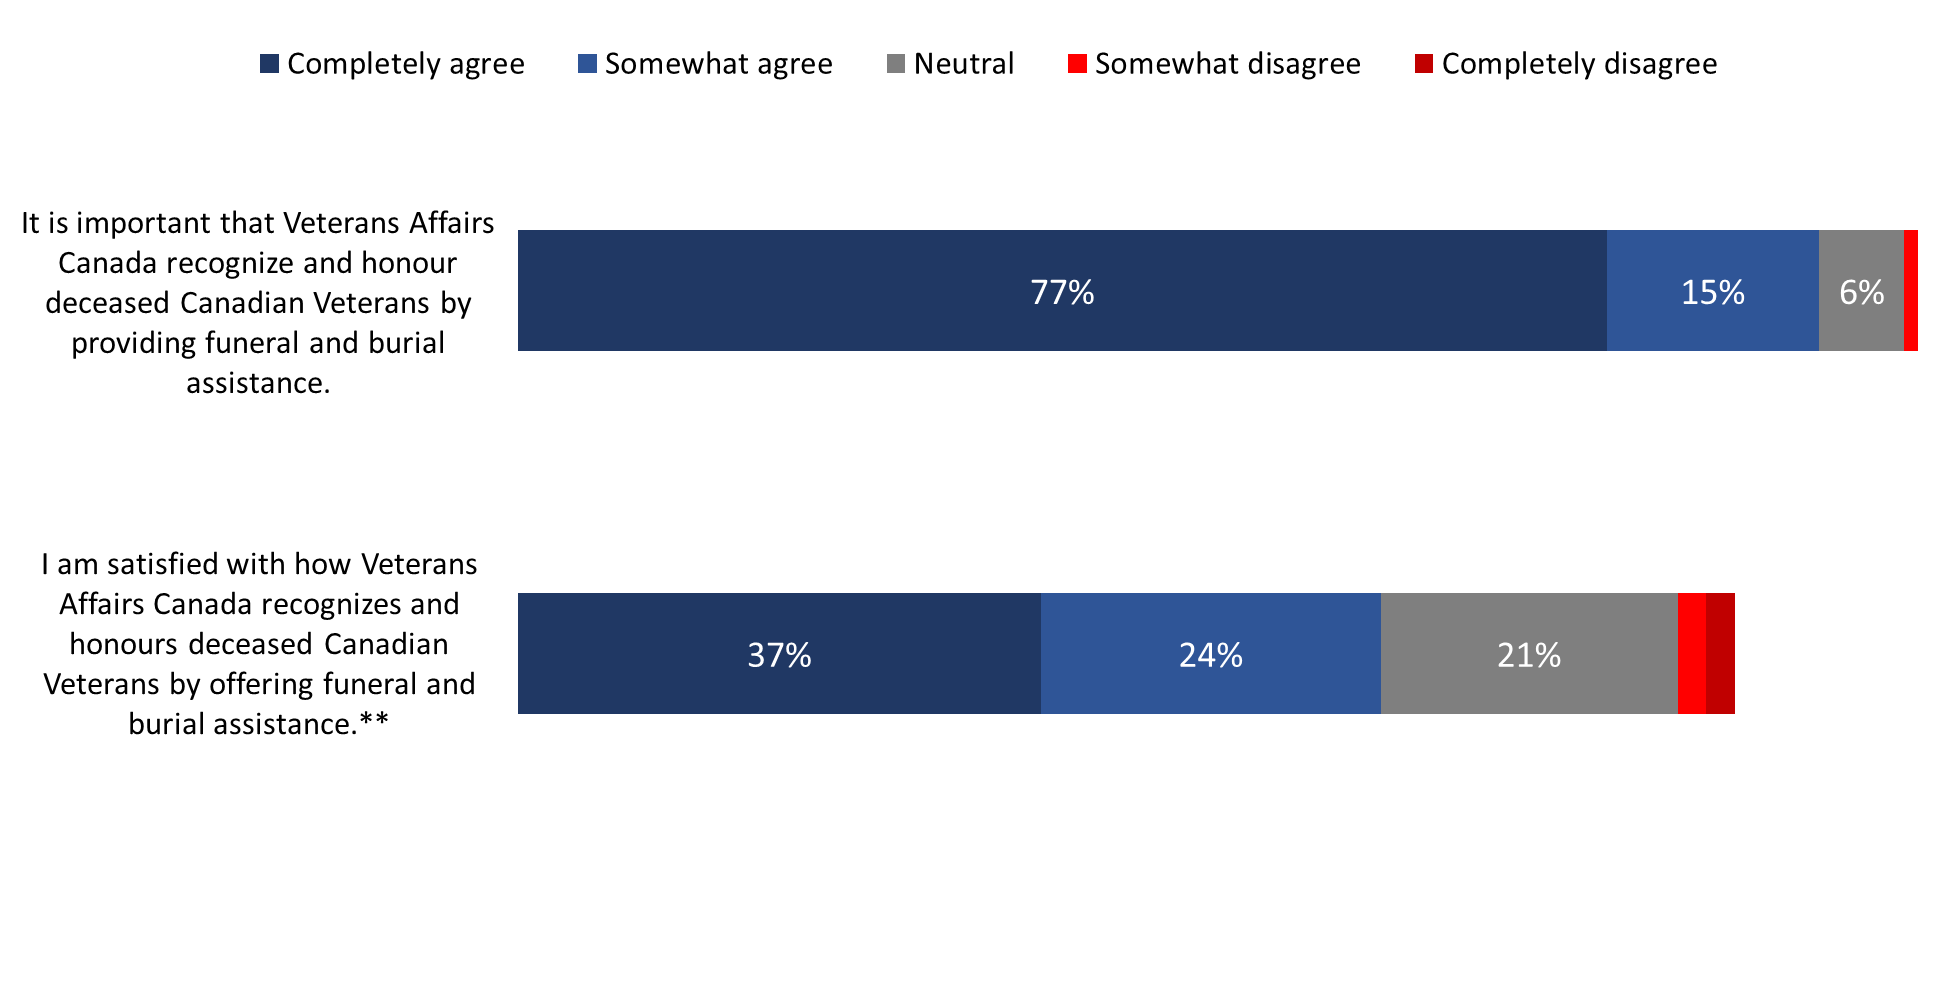 Completely agree Somewhat agree Neutral Somewhat disagree Completely disagree
It is important that Veterans Affairs
Canada recognize and honour
deceased Canadian Veterans by
providing funeral and burial
assistance.
77% 15% 6%
I am satisfied with how Veterans
Affairs Canada recognizes and
honours deceased Canadian
Veterans by offering funeral and
burial assistance.**
37% 24% 21%